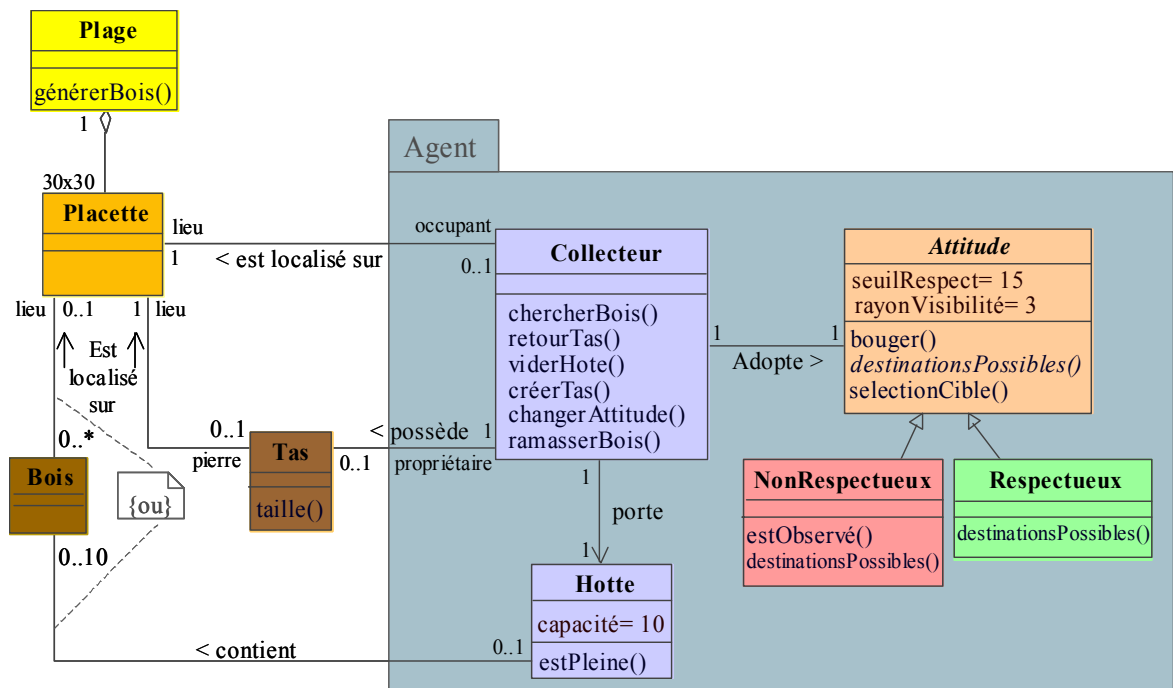 Plage
générerBois()
1
30x30
Placette
lieu
1
< est localisé sur
occupant
0..1
Agent
Collecteur
chercherBois()
retourTas()
viderHote()
créerTas()
changerAttitude()
ramasserBois()
1
1
Adopte >
Attitude
seuilRespect= 15
rayonVisibilité= 3
bouger()
destinationsPossibles()
selectionCible()
lieu
0..1
1
lieu
Est
localisé
sur
0..*
0..1
pierre
Bois
{ou}
0..10
Tas
taille()
< possède
1
0..1
propriétaire
1
porte
1
NonRespectueux
estObservé()
destinationsPossibles()
Respectueux
destinationsPossibles()
Hotte
capacité= 10
estPleine()
0..1
< contient